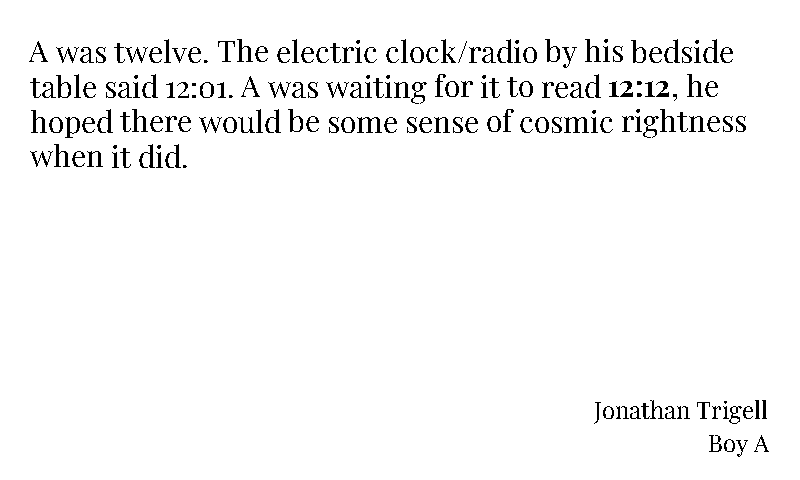 A was twelve. The electric clock/radio by his bedside
table said 12:01. A was waiting for it to read 12:12, he
hoped there would be some sense of cosmic rightness
when it did.
Jonathan Trigell
Boy A